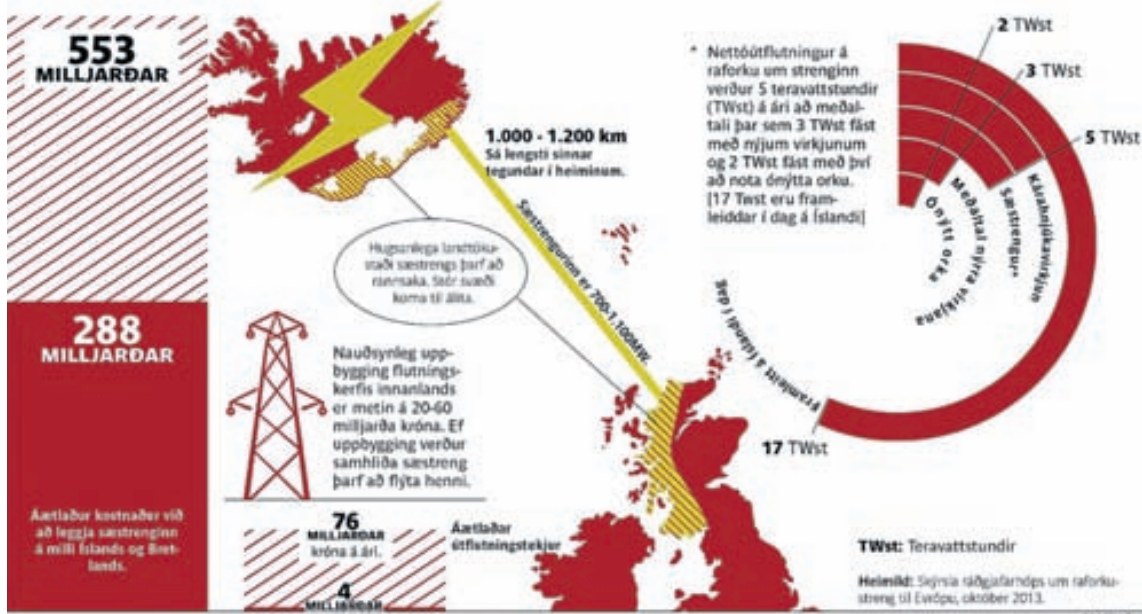 553
MILLJARÐAR
288
MILLJARÐAR
Áætlaður kostnaður við
að leggja sæstrenginn
á milli Íslands og Bret-
lands.
1.000 - 1.200 km
Sá lengsti sinnar
tegundar í heiminum.
Sæstrengurinn er 700-1.100MW.
Hugsanlega landtöku-
staði sæstrengs þarf að
rannsaka. Stór svæði
koma til álita.
Nauðsynleg upp-
bygging flutnings-
kerfis innanlands
er metin á 20-60
milljarða króna. Ef
uppbygging verður
samhliða sæstreng
þarf að flýta henni.
76
MILLJARÐAR
króna á ári.
4
MILLJARÐAR
Áætlaðar
útflutningstekjur
* Nettóútflutningur á
raforku um strenginn
verður 5 teravattstundir
(TWst) á ári að meðal-
tali þar sem 3 TWst fást
með nýjum virkjunum
og 2 TWst fást með því
að nota ónýtta orku.
[17 Twst eru fram-
leiddar í dag á Íslandi]
2 TWst
3 TWst
5 TWst
17 TWst
Ónýtt orka
Meðaltal nýrra virkjana
Sæstrengur*
Kárahnjúkavirkjun
Framleitt á Íslandi í dag
TWst: Teravattstundir
Heimild: Skýrsla ráðgjafarhóps um raforku-
streng til Evrópu, október 2013.